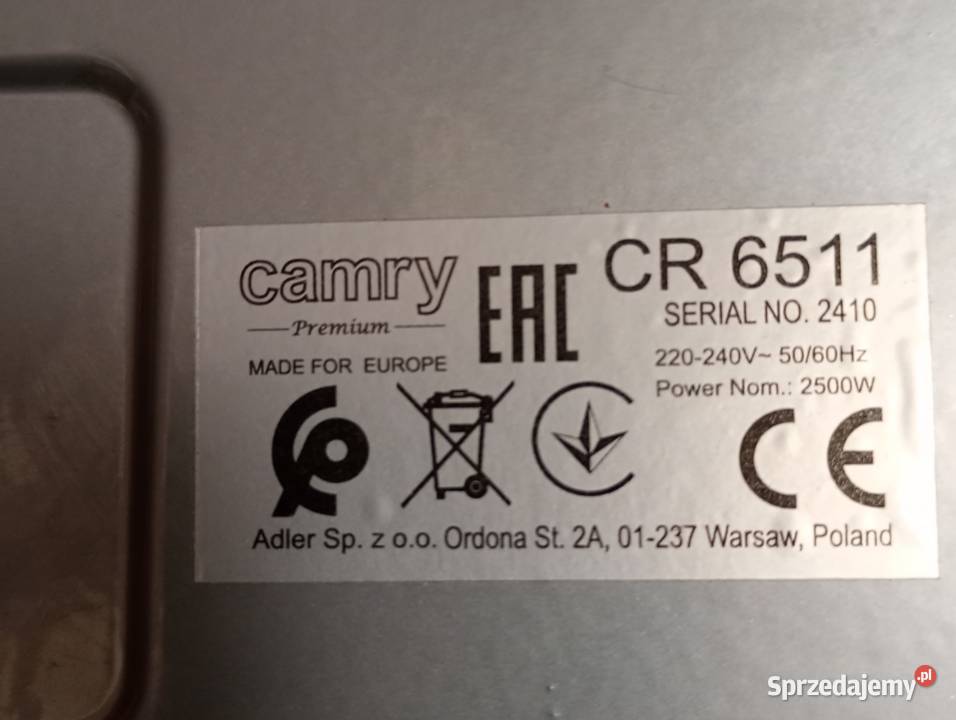 camry
Premium
MADE FOR EUROPE
EAC
CR 6511
SERIAL NO. 2410
220-240V~ 50/60Hz
Power Nom.: 2500W
CE
Adler Sp. z o.o. Ordona St. 2A, 01-237 Warsaw, Poland
Sprzedajemy.pl